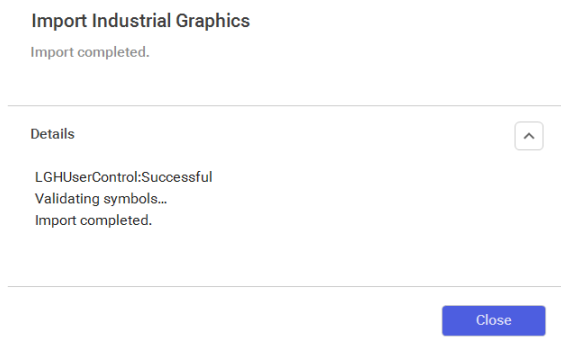 Import Industrial Graphics
Import completed.
Details
LGHUserControl:Successful
Validating symbols...
Import completed.
Close